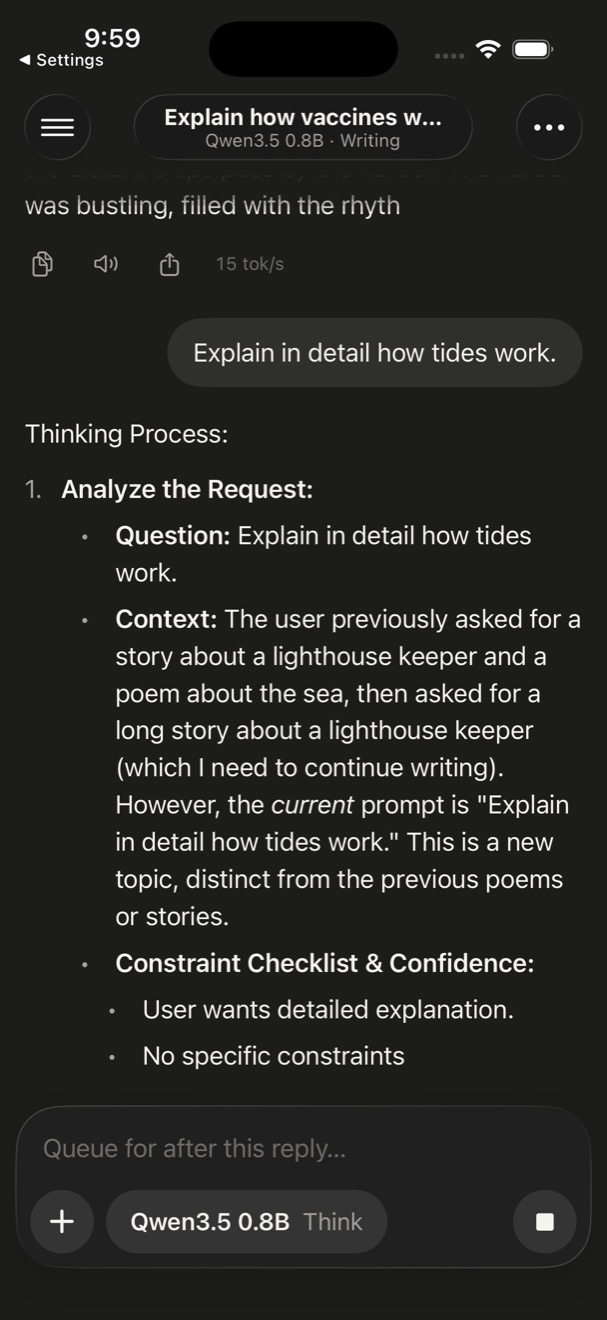 9:59
◀ Settings
Explain how vaccines w...
Qwen3.5 0.8B · Writing
was bustling, filled with the rhyth
15 tok/s
Explain in detail how tides work.
Thinking Process:
1. Analyze the Request:
• Question: Explain in detail how tides
work.
• Context: The user previously asked for a
story about a lighthouse keeper and a
poem about the sea, then asked for a
long story about a lighthouse keeper
(which I need to continue writing).
However, the current prompt is "Explain
in detail how tides work." This is a new
topic, distinct from the previous poems
or stories.
• Constraint Checklist & Confidence:
• User wants detailed explanation.
• No specific constraints
Queue for after this reply...
Qwen3.5 0.8B Think